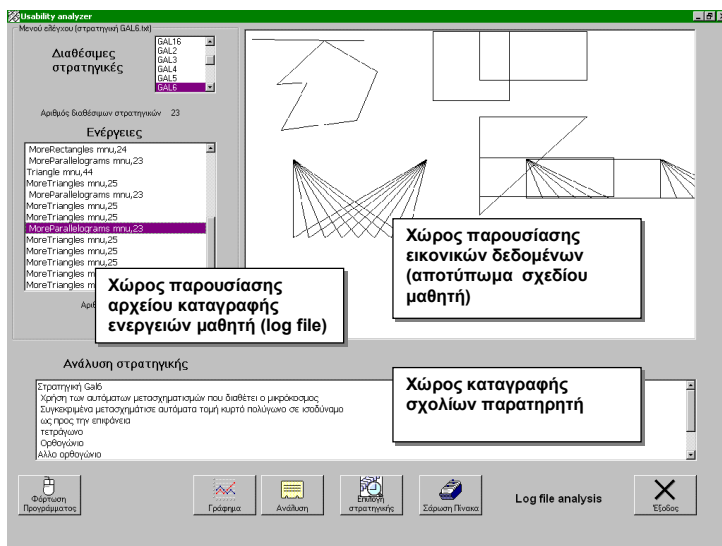 Usability analyzer
Μενού ελέγχου (στρατηγική GAL6.txt)
Διαθέσιμες
στρατηγικές
GAL16
GAL2
GAL3
GAL4
GAL5
GAL6
Αριθμός διαθέσιμων στρατηγικών 23
Ενέργειες
MoreRectangles mnu,24
MoreParallelograms mnu,23
Triangle mnu,44
MoreTriangles mnu,25
MoreParallelograms mnu,23
MoreTriangles mnu,25
MoreTriangles mnu,25
MoreParallelograms mnu,23
MoreTriangles mnu,25
MoreTriangles mnu,25
MoreTriangles mnu,25
MoreTri
MoreTri
Χώρος παρουσίασης
αρχείου καταγραφής
ενεργειών μαθητή (log file)
Χώρος παρουσίασης
εικονικών δεδομένων
(αποτύπωμα σχεδίου
μαθητή)
Ανάλυση στρατηγικής
Στρατηγική Gal6
Χρήση των αυτόματων μετασχηματισμών που διαθέτει ο μικρόκοσμος
Συγκεκριμένα μετασχημάτισε αυτόματα τομή κυρτό πολύγωνο σε ισοδύναμο
ως προς την επιφάνεια
τετράγωνο
Ορθογώνιο
Αλλο ορθογώνιο
Χώρος καταγραφής
σχολίων παρατηρητή
Φόρτωση
Προγράμματος
Γράφημα
Ανάλυση
Επιλογή
στρατηγικής
Σάρωση Πίνακα
Log file analysis
Έξοδος